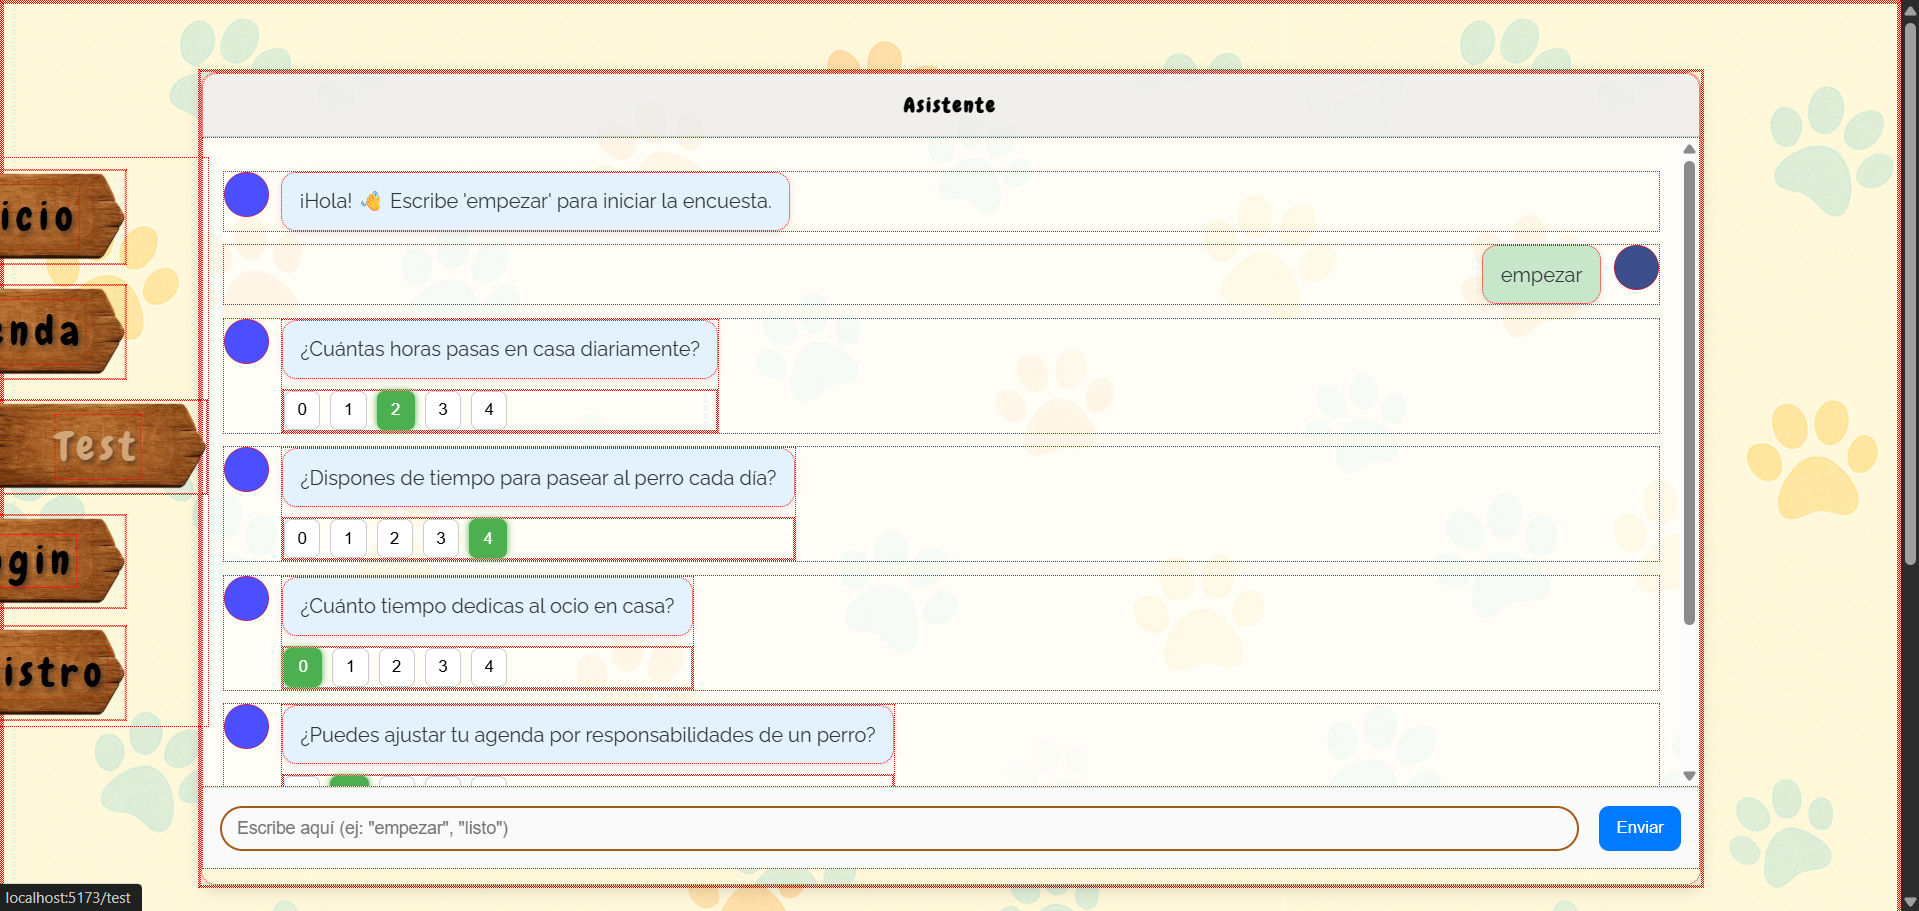 Asistente
¡Hola! 👋 Escribe 'empezar' para iniciar la encuesta.
empezar
¿Cuántas horas pasas en casa diariamente?
0 1 2 3 4
¿Dispones de tiempo para pasear al perro cada día?
0 1 2 3 4
¿Cuánto tiempo dedicas al ocio en casa?
0 1 2 3 4
¿Puedes ajustar tu agenda por responsabilidades de un perro?
icio
enda
Test
gin
istro
Escribe aquí (ej: "empezar", "listo")
Enviar
localhost:5173/test